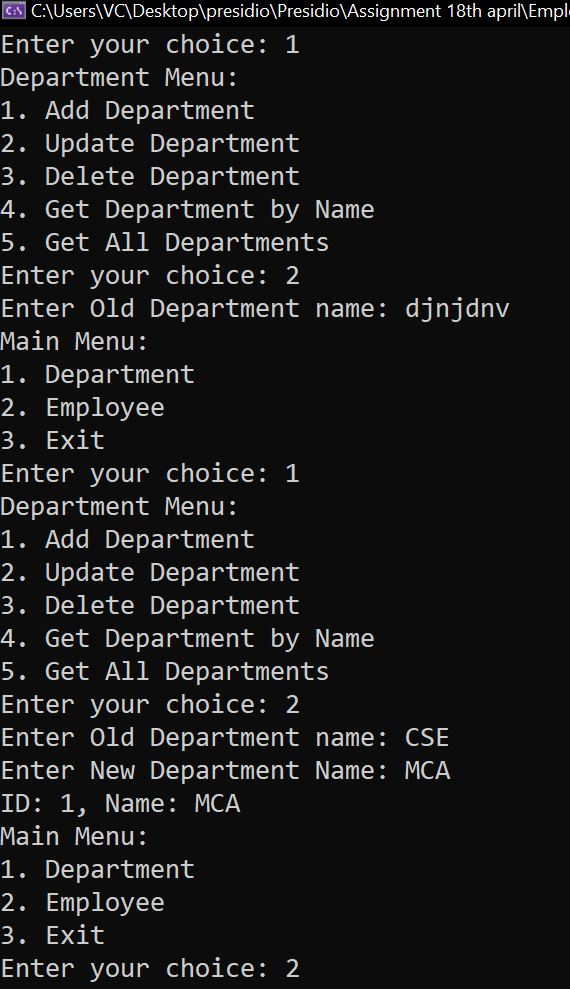 C:\Users\VC\Desktop\presidio\Presidio\Assignment 18th april\Emplo
Enter your choice: 1
Department Menu:
1. Add Department
2. Update Department
3. Delete Department
4. Get Department by Name
5. Get All Departments
Enter your choice: 2
Enter Old Department name: djnjdnv
Main Menu:
1. Department
2. Employee
3. Exit
Enter your choice: 1
Department Menu:
1. Add Department
2. Update Department
3. Delete Department
4. Get Department by Name
5. Get All Departments
Enter your choice: 2
Enter Old Department name: CSE
Enter New Department Name: MCA
ID: 1, Name: MCA
Main Menu:
1. Department
2. Employee
3. Exit
Enter your choice: 2